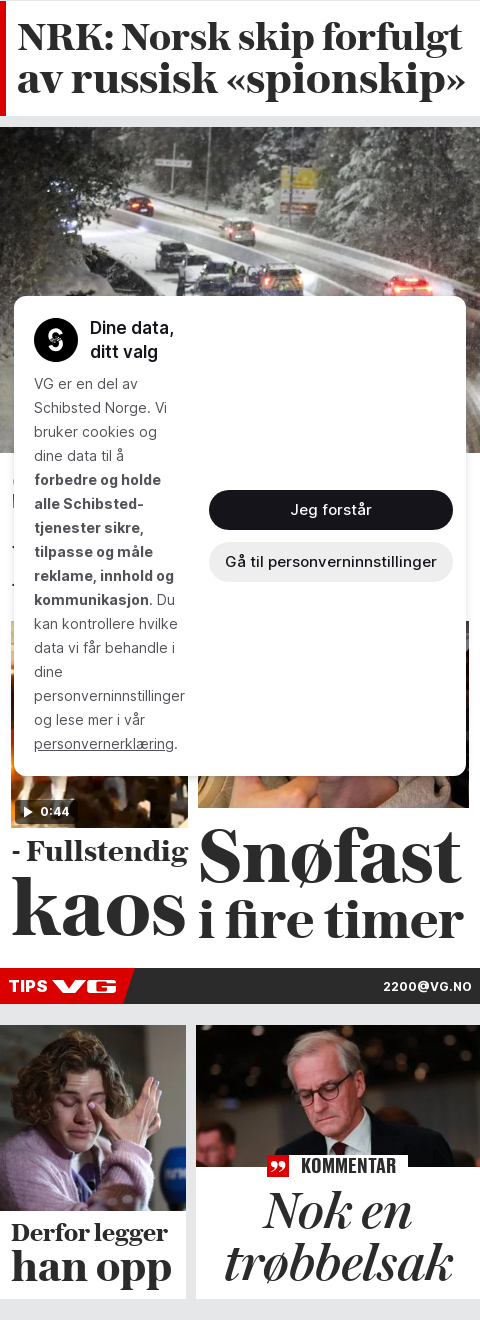 NRK: Norsk skip forfulgt
av russisk «spionskip»
Dine data,
ditt valg
VG er en del av
Schibsted Norge. Vi
bruker cookies og
dine data til å
forbedre og holde
alle Schibsted-
tjenester sikre,
tilpasse og måle
reklame, innhold og
kommunikasjon. Du
kan kontrollere hvilke
data vi får behandle i
dine
personverninnstillinger
og lese mer i vår
personvernerklæring.
Jeg forstår
Gå til personverninnstillinger
0:44
- Fullstendig
kaos
Snøfast
i fire timer
TIPS VG
2200@VG.NO
Derfor legger
han opp
KOMMENTAR
Nok en
trøbbelsak